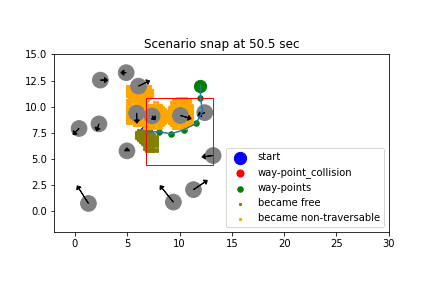 Scenario snap at 50.5 sec
15.0
12.5
10.0
7.5
5.0
2.5
0.0
0 5 10 15 20 25 30
start
way-point_collision
way-points
became free
became non-traversable